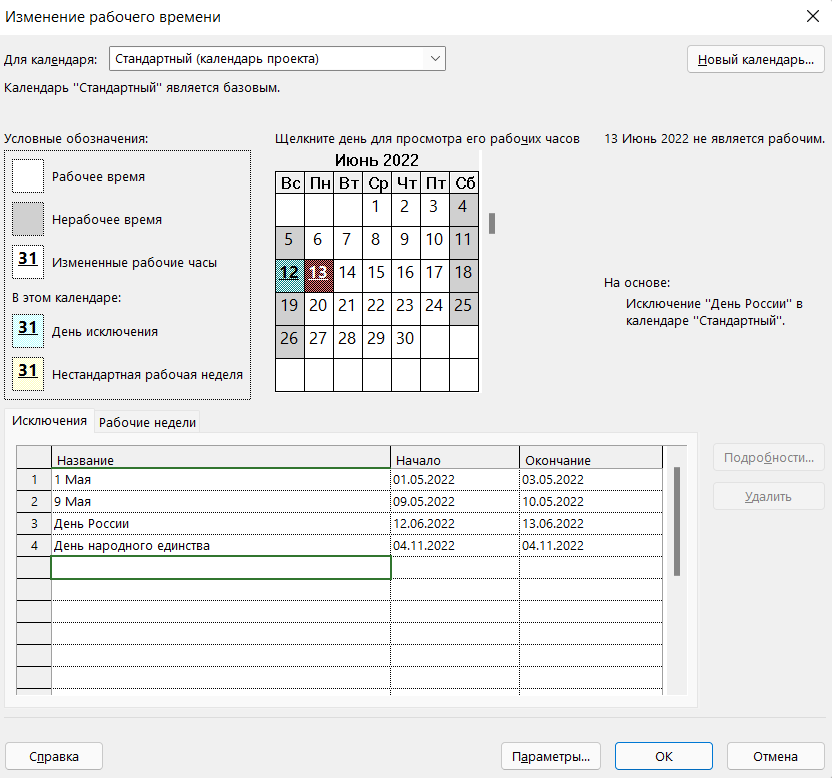 Изменение рабочего времени
Для календаря: Стандартный (календарь проекта) Новый календарь...
Календарь "Стандартный" является базовым.
Условные обозначения:
Рабочее время
Нерабочее время
31 Измененные рабочие часы
В этом календаре:
31 День исключения
31 Нестандартная рабочая неделя
Щелкните день для просмотра его рабочих часов
Июнь 2022
Вс Пн Вт Ср Чт Пт Сб
1 2 3 4
5 6 7 8 9 10 11
12 13 14 15 16 17 18
19 20 21 22 23 24 25
26 27 28 29 30
13 Июнь 2022 не является рабочим.
На основе:
Исключение "День России" в
календаре "Стандартный".
Исключения Рабочие недели
Название Начало Окончание
1 1 Мая 01.05.2022 03.05.2022
2 9 Мая 09.05.2022 10.05.2022
3 День России 12.06.2022 13.06.2022
4 День народного единства 04.11.2022 04.11.2022
Подробности...
Удалить
Справка Параметры... ОК Отмена